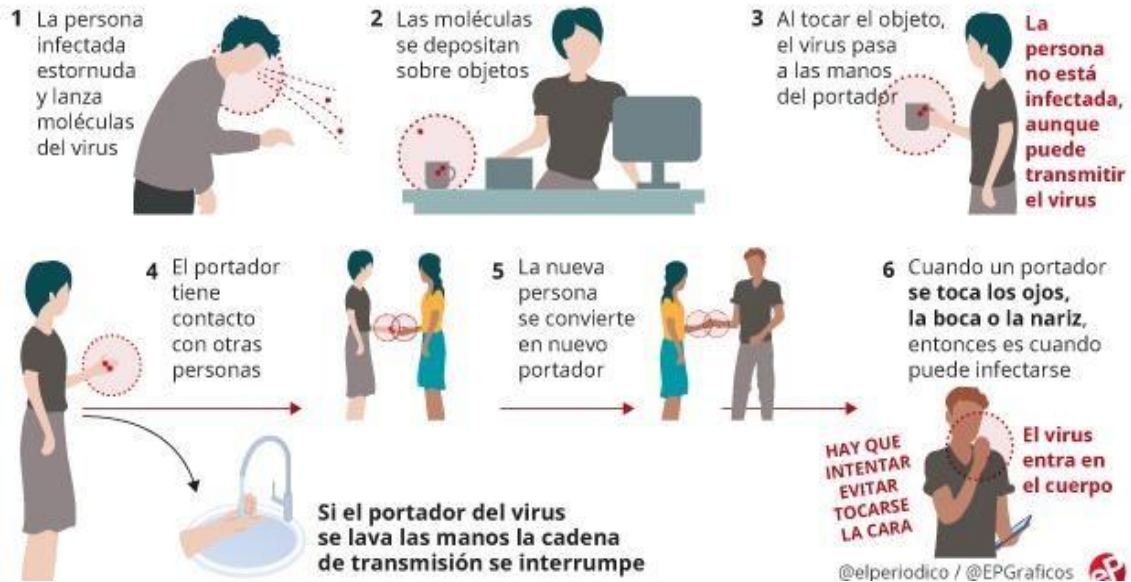 1 La persona
infectada
estornuda
y lanza
moléculas
del virus
2 Las moléculas
se depositan
sobre objetos
3 Al tocar el objeto,
el virus pasa
a las manos
del portador
La
persona
no está
infectada,
aunque
puede
transmitir
el virus
4 El portador
tiene
contacto
con otras
personas
5 La nueva
persona
se convierte
en nuevo
portador
6 Cuando un portador
se toca los ojos,
la boca o la nariz,
entonces es cuando
puede infectarse
HAY QUE
INTENTAR
EVITAR
TOCARSE
LA CARA
El virus
entra en
el cuerpo
Si el portador del virus
se lava las manos la cadena
de transmisión se interrumpe
@elperiodico / @EPGraficos
eP